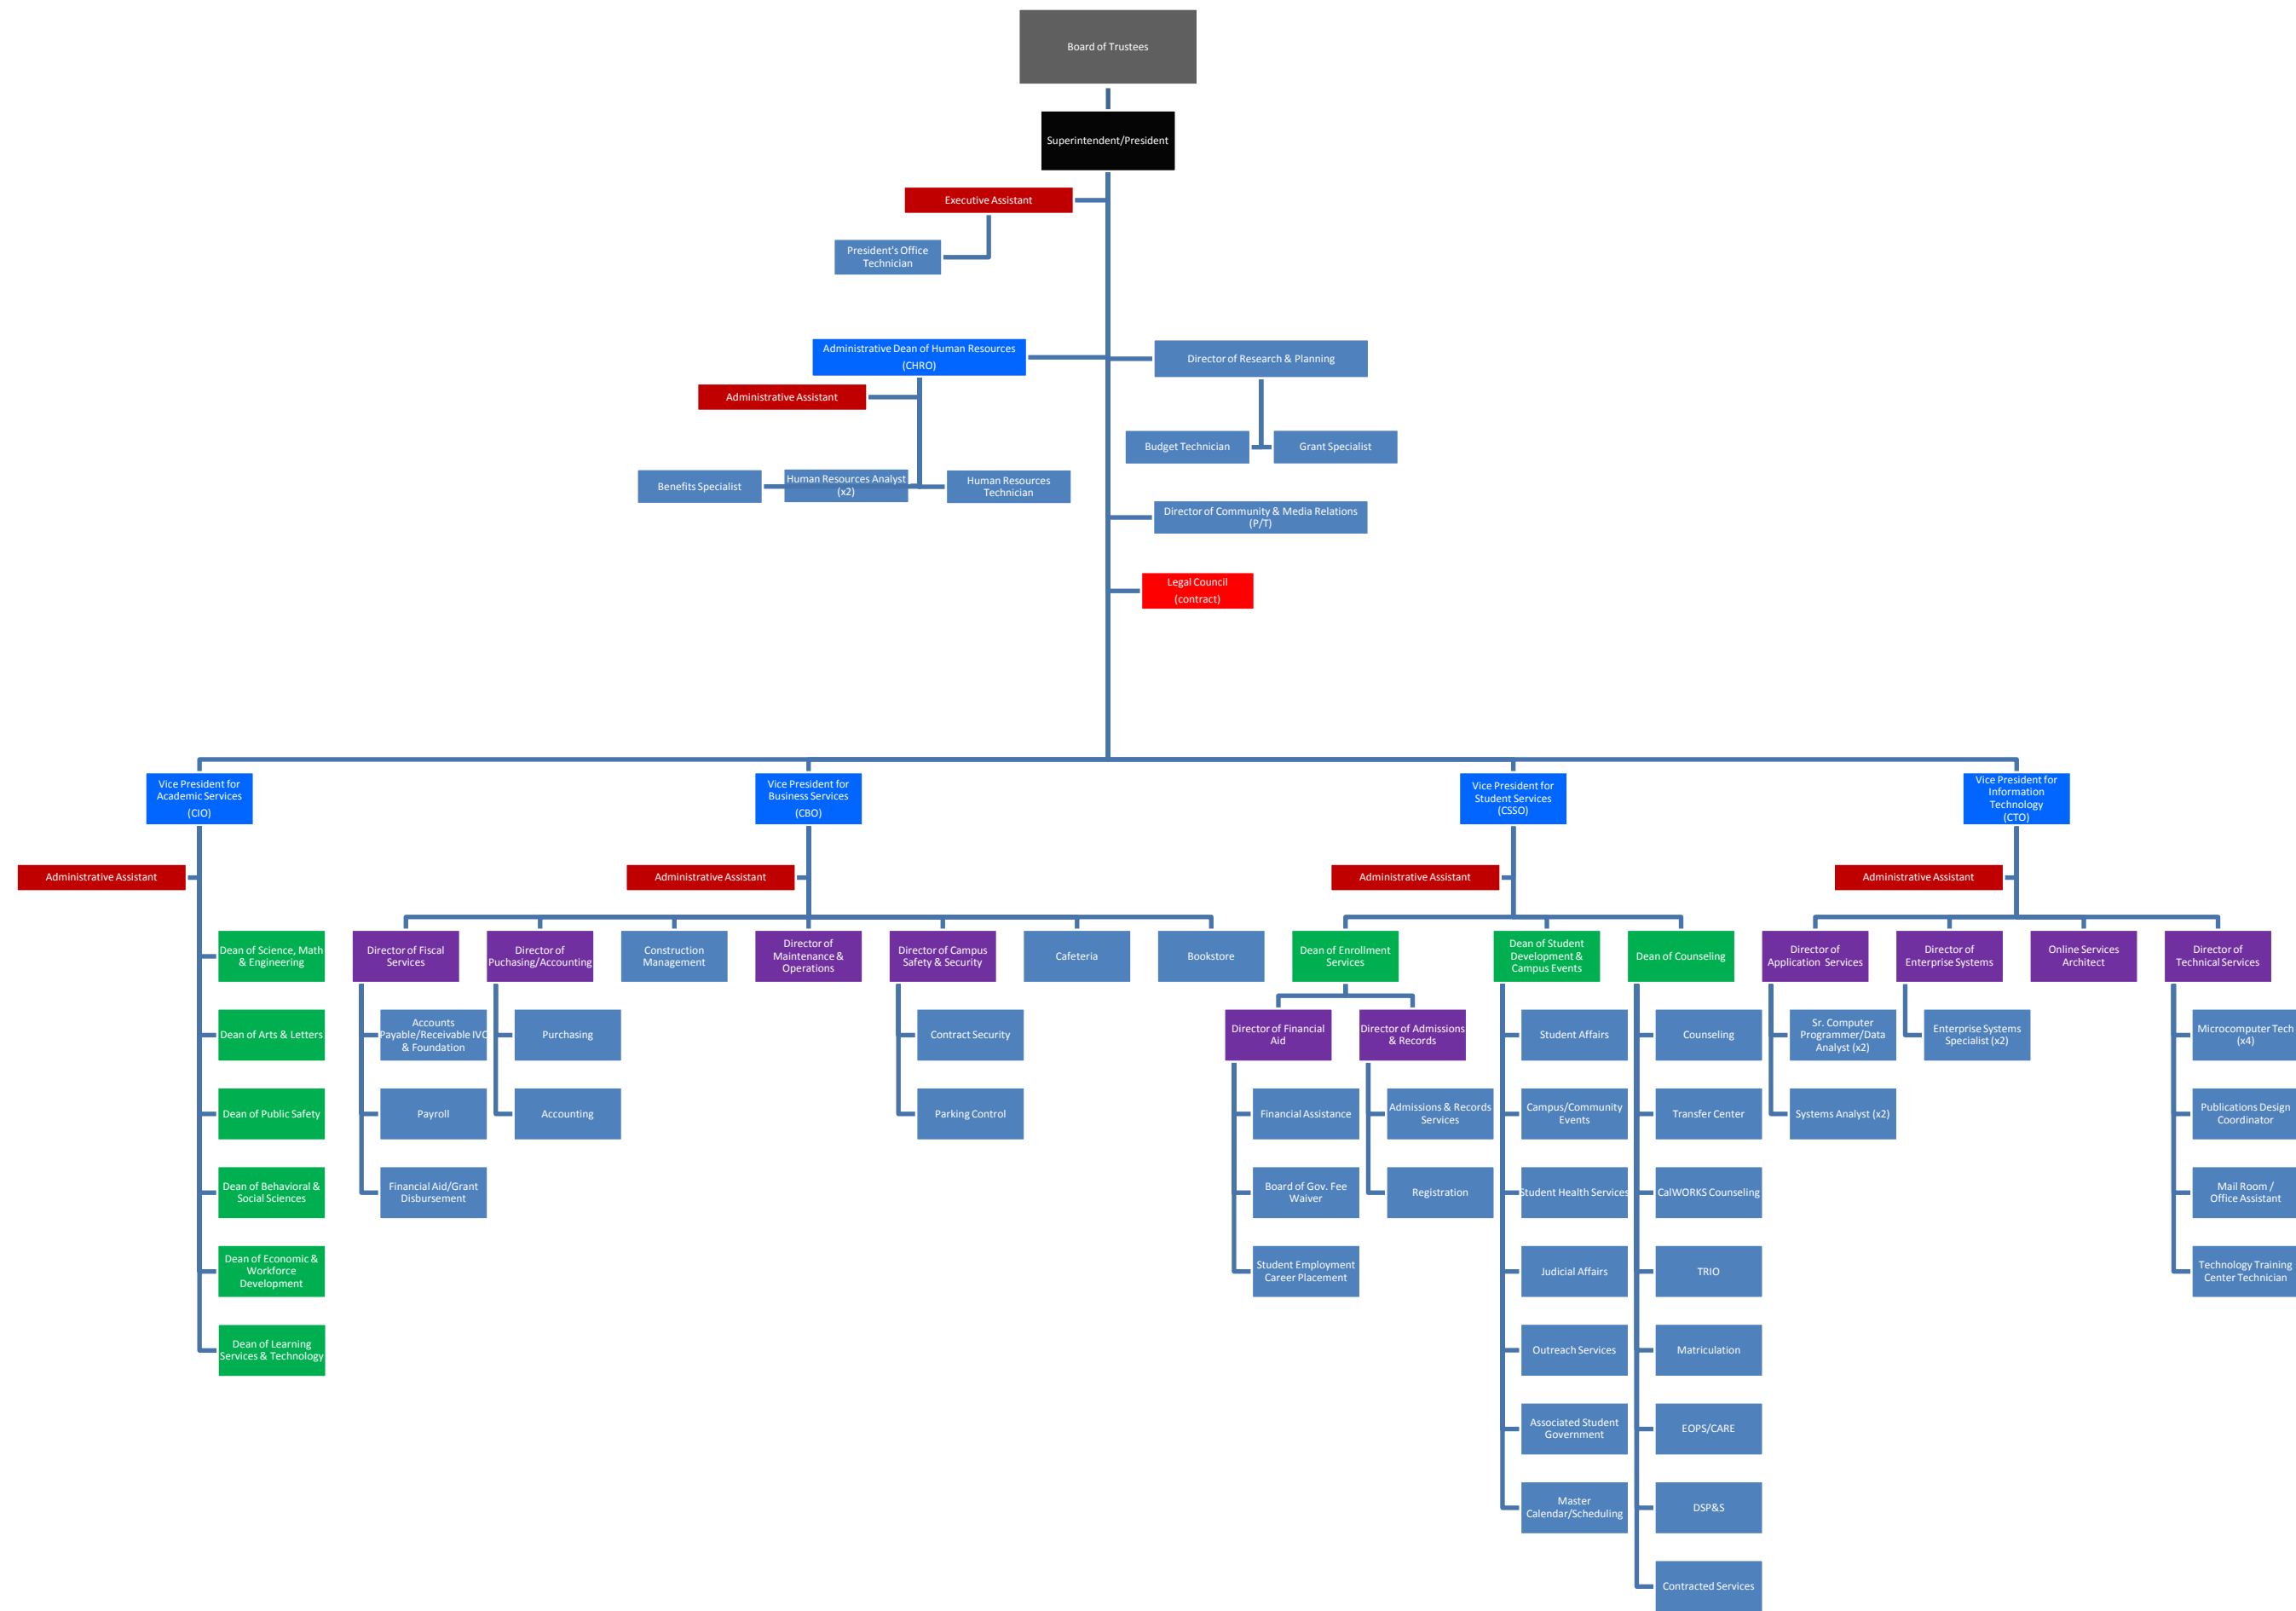 Board of Trustees
Superintendent/President
Executive Assistant
President's Office
Technician
Administrative Dean of Human Resources
(CHRO)
Director of Research & Planning
Administrative Assistant
Budget Technician
Grant Specialist
Benefits Specialist
Human Resources Analyst
(x2)
Human Resources
Technician
Director of Community & Media Relations
(P/T)
Legal Council
(contract)
Vice President for
Academic Services
(CIO)
Vice President for
Business Services
(CBO)
Vice President for
Student Services
(CSSO)
Vice President for
Information
Technology
(CTO)
Administrative Assistant
Administrative Assistant
Administrative Assistant
Administrative Assistant
Dean of Science, Math
& Engineering
Dean of Arts & Letters
Dean of Public Safety
Dean of Behavioral &
Social Sciences
Dean of Economic &
Workforce
Development
Dean of Learning
Services & Technology
Director of Fiscal
Services
Accounts
Payable/Receivable IVC
& Foundation
Payroll
Financial Aid/Grant
Disbursement
Director of
Puchasing/Accounting
Purchasing
Accounting
Construction
Management
Director of
Maintenance &
Operations
Director of Campus
Safety & Security
Contract Security
Parking Control
Cafeteria
Bookstore
Dean of Enrollment
Services
Director of Financial
Aid
Financial Assistance
Board of Gov. Fee
Waiver
Student Employment
Career Placement
Director of Admissions
& Records
Admissions & Records
Services
Registration
Dean of Student
Development &
Campus Events
Student Affairs
Campus/Community
Events
Student Health Services
Judicial Affairs
Outreach Services
Associated Student
Government
Master
Calendar/Scheduling
Dean of Counseling
Counseling
Transfer Center
CalWORKS Counseling
TRIO
Matriculation
EOPS/CARE
DSP&S
Contracted Services
Director of
Application Services
Sr. Computer
Programmer/Data
Analyst (x2)
Systems Analyst (x2)
Director of
Enterprise Systems
Enterprise Systems
Specialist (x2)
Online Services
Architect
Director of
Technical Services
Microcomputer Tech
(x4)
Publications Design
Coordinator
Mail Room /
Office Assistant
Technology Training
Center Technician